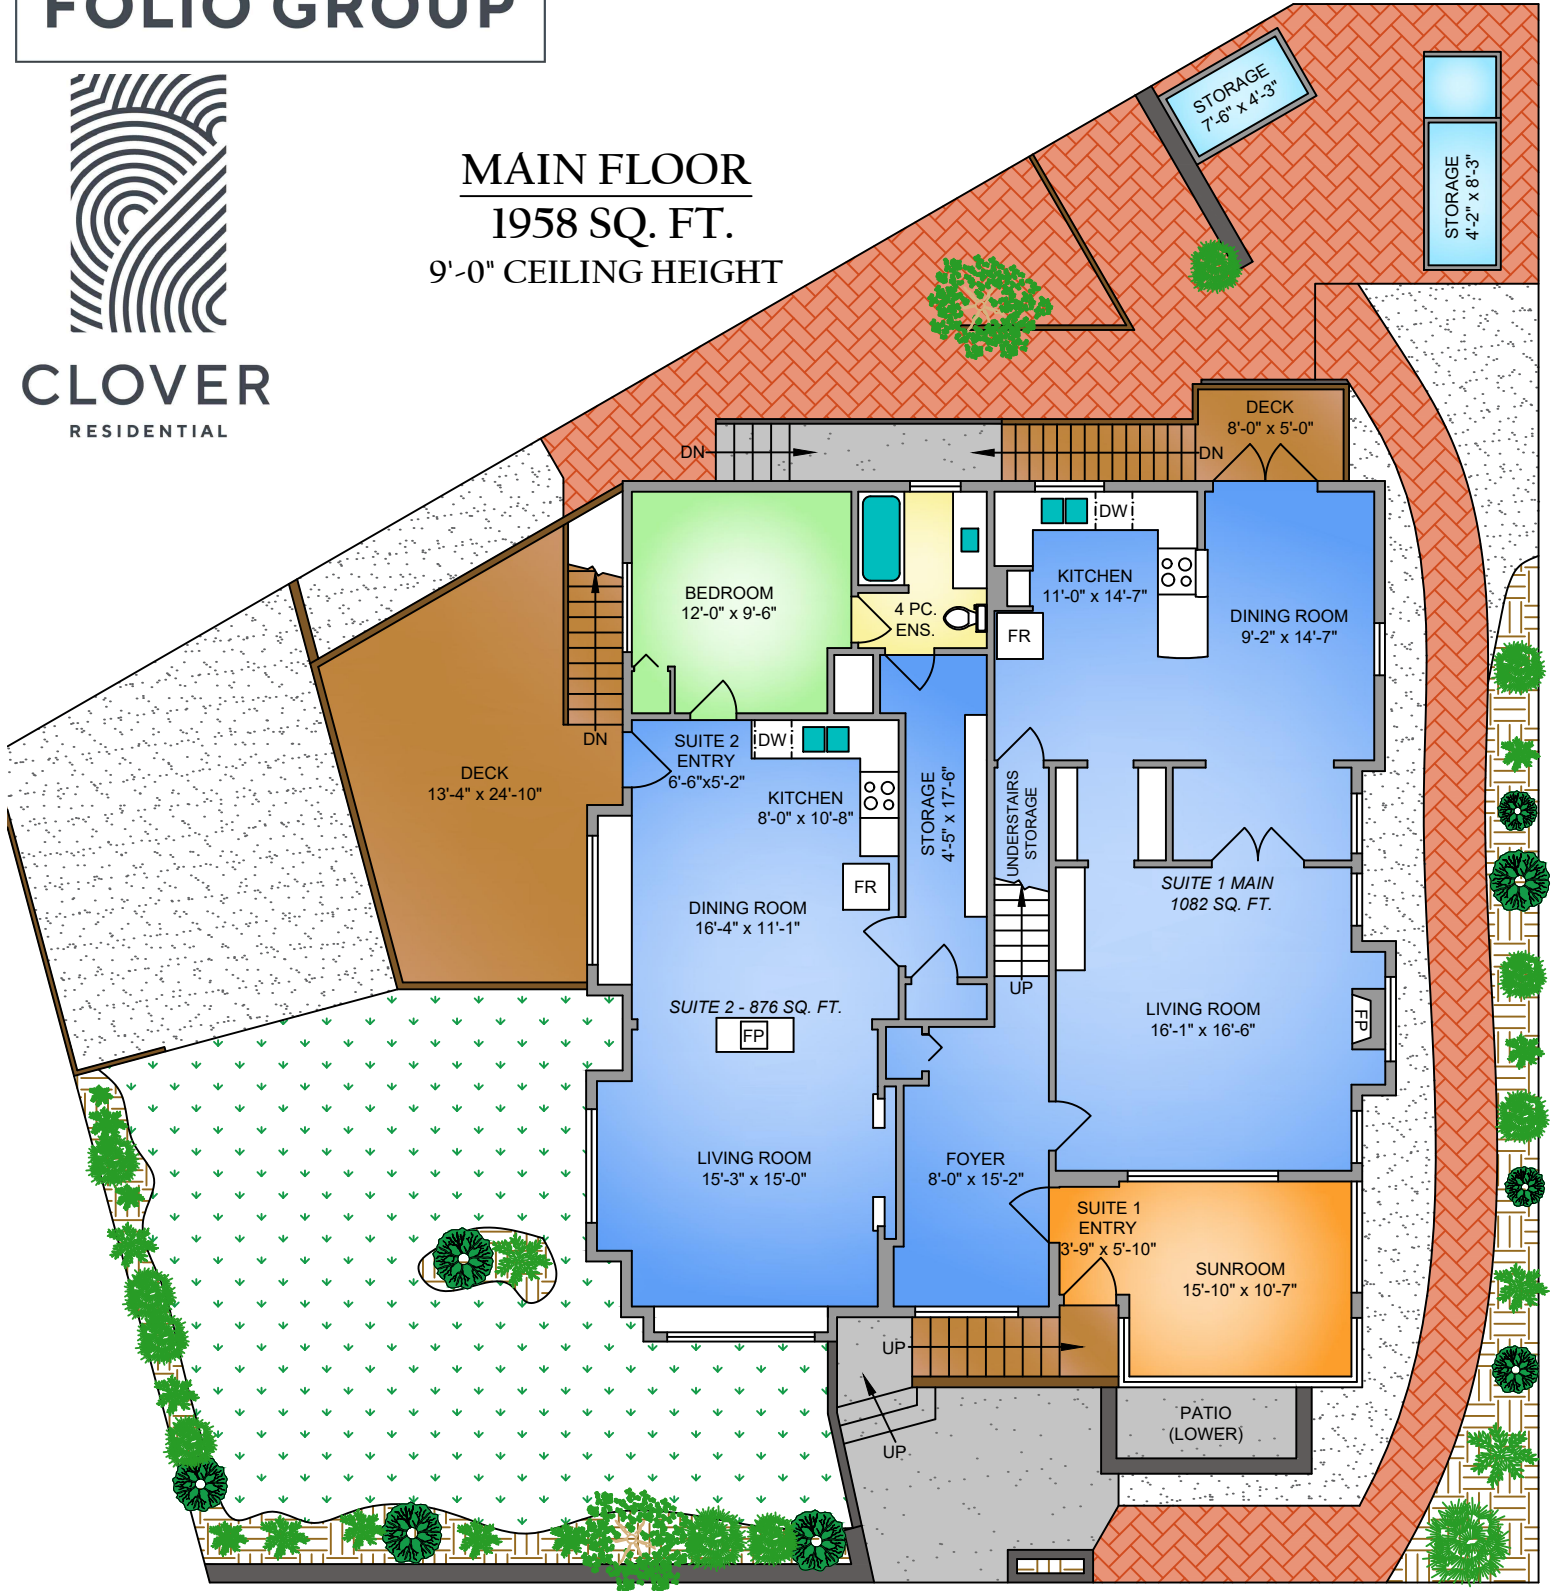 FOLIO GROUP
CLOVER
RESIDENTIAL
MAIN FLOOR
1958 SQ. FT.
9'-0" CEILING HEIGHT
STORAGE
7'-6" x 4'-3"
STORAGE
4'-2" x 8'-3"
DECK
8'-0" x 5'-0"
DN
DN
DW
KITCHEN
11'-0" x 14'-7"
FR
DINING ROOM
9'-2" x 14'-7"
BEDROOM
12'-0" x 9'-6"
4 PC.
ENS.
DN
DECK
13'-4" x 24'-10"
SUITE 2
ENTRY
6'-6"x5'-2"
DW
KITCHEN
8'-0" x 10'-8"
FR
STORAGE
4'-5" x 17'-6"
UNDERSTAIRS
STORAGE
UP
DINING ROOM
16'-4" x 11'-1"
SUITE 1 MAIN
1082 SQ. FT.
SUITE 2 - 876 SQ. FT.
FP
LIVING ROOM
16'-1" x 16'-6"
FP
LIVING ROOM
15'-3" x 15'-0"
FOYER
8'-0" x 15'-2"
SUITE 1
ENTRY
3'-9" x 5'-10"
SUNROOM
15'-10" x 10'-7"
UP
UP
PATIO
(LOWER)